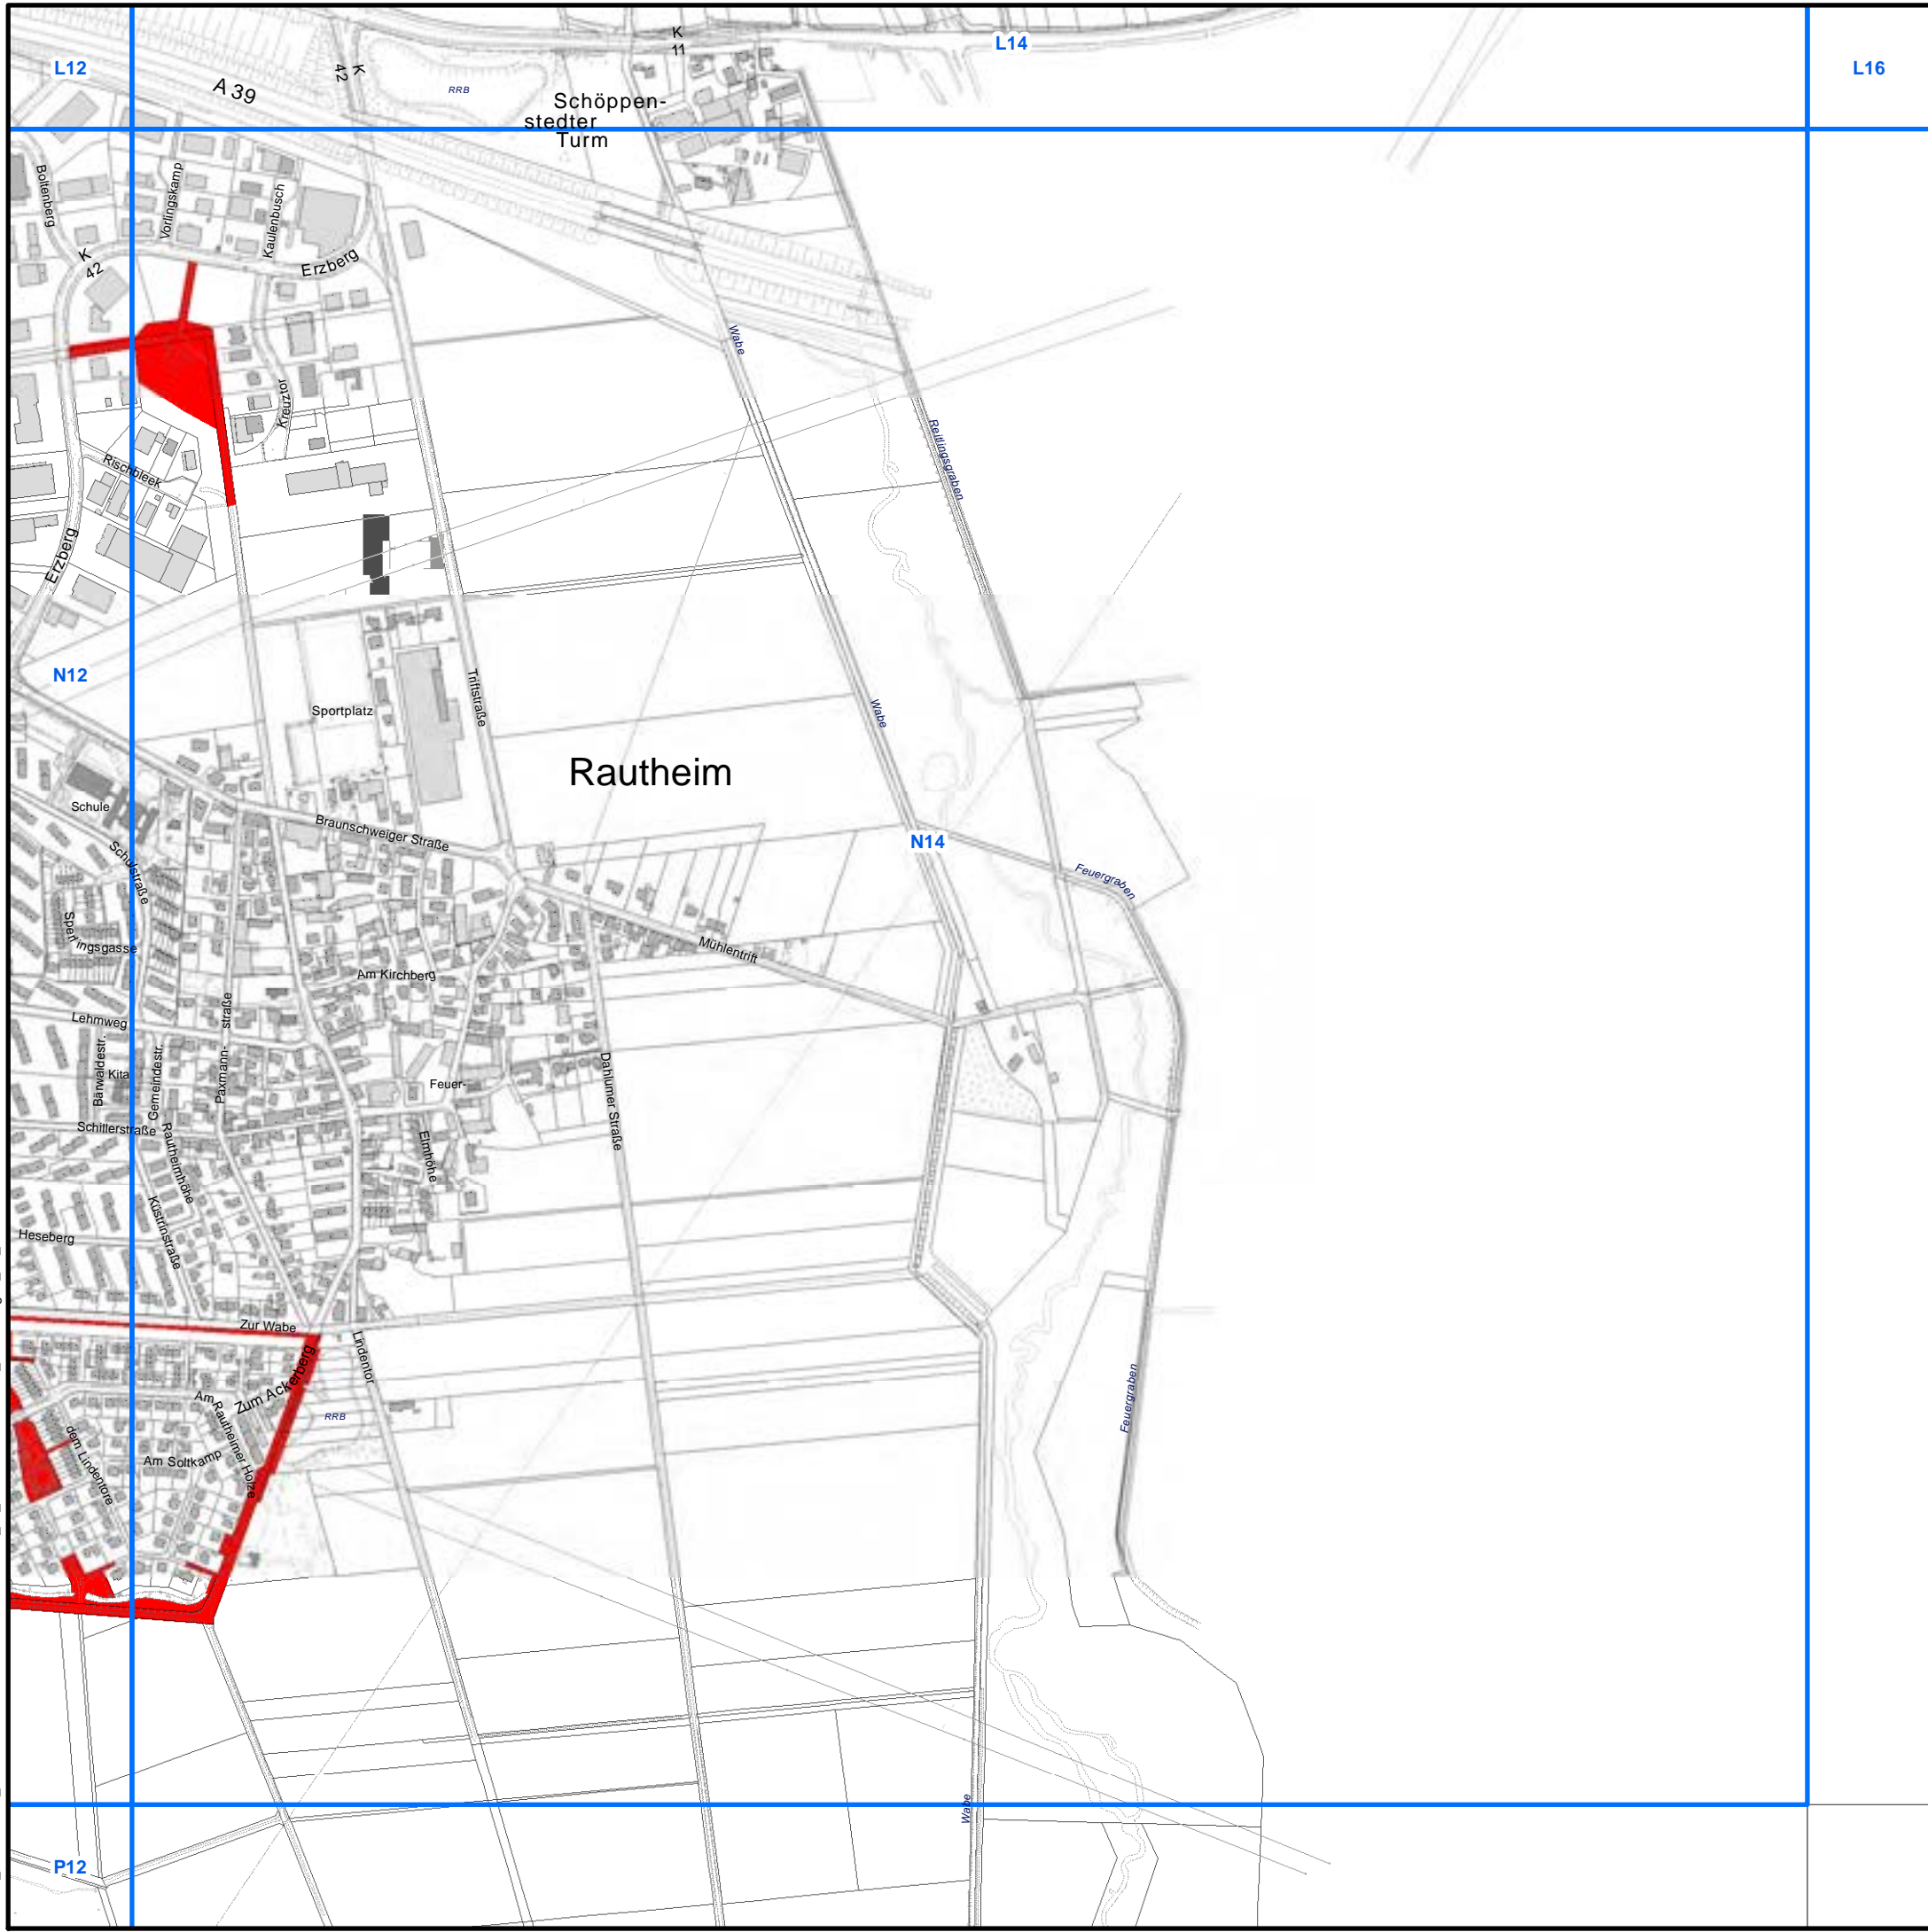 K
11
L14
L12
L16
K
42
A 39
RRB
Schöppen-
stedter
Turm
Boltenberg
Vorlingskamp
Kaulenbusch
K
42
Erzberg
Wabe
Kreuztor
Reitlingsgraben
Rischbleek
Erzberg
N12
Triftstraße
Sportplatz
Wabe
Rautheim
Schule
Braunschweiger Straße
N14
Schulstraße
Feuergraben
Sperl
ingsgasse
Mühlentrift
Am Kirchberg
Lehmweg
Paxmann-
straße
Bärwaldestr.
Kita
Gemeindestr.
Feuer-
Dahlumer Straße
Schillerstraße
Rautheimhöhe
Elmhöhe
Küstrinstraße
Heseberg
Zur Wabe
Lindentor
Zum Ackerberg
Am
Rautheimer Holze
RRB
Feuergraben
dem Lindentore
Am Soltkamp
Wabe
P12